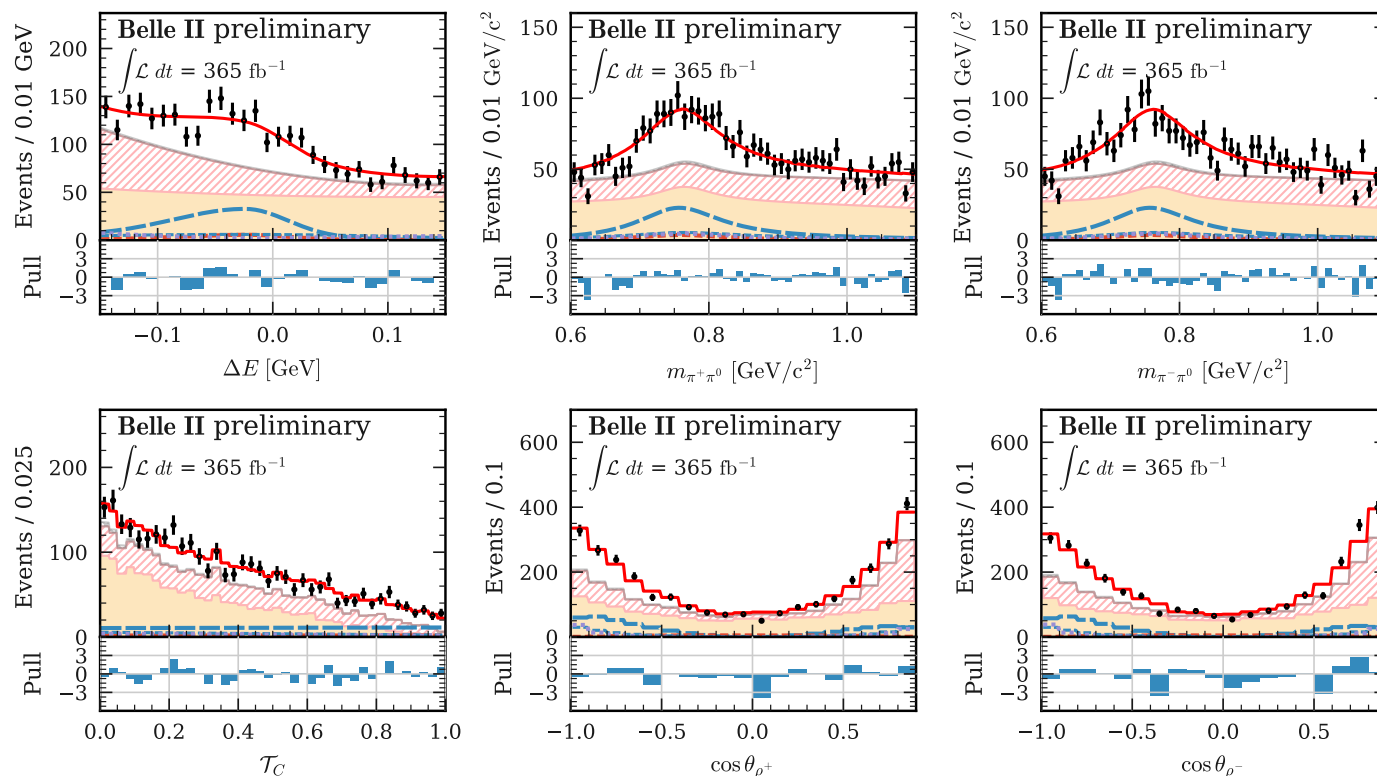 Belle II preliminary
∫ℒ dt = 365 fb⁻¹
Events / 0.01 GeV
200
150
100
50
0
Pull
3
0
−3
−0.1 0.0 0.1
ΔE [GeV]
Belle II preliminary
∫ℒ dt = 365 fb⁻¹
Events / 0.01 GeV/c²
150
100
50
0
Pull
3
0
−3
0.6 0.8 1.0
m_{π⁺π⁰} [GeV/c²]
Belle II preliminary
∫ℒ dt = 365 fb⁻¹
Events / 0.01 GeV/c²
150
100
50
0
Pull
3
0
−3
0.6 0.8 1.0
m_{π⁻π⁰} [GeV/c²]
Belle II preliminary
∫ℒ dt = 365 fb⁻¹
Events / 0.025
200
100
0
Pull
3
0
−3
0.0 0.2 0.4 0.6 0.8 1.0
𝒯_C
Belle II preliminary
∫ℒ dt = 365 fb⁻¹
Events / 0.1
600
400
200
0
Pull
3
0
−3
−1.0 −0.5 0.0 0.5
cos θ_{ρ⁺}
Belle II preliminary
∫ℒ dt = 365 fb⁻¹
Events / 0.1
600
400
200
0
Pull
3
0
−3
−1.0 −0.5 0.0 0.5
cos θ_{ρ⁻}